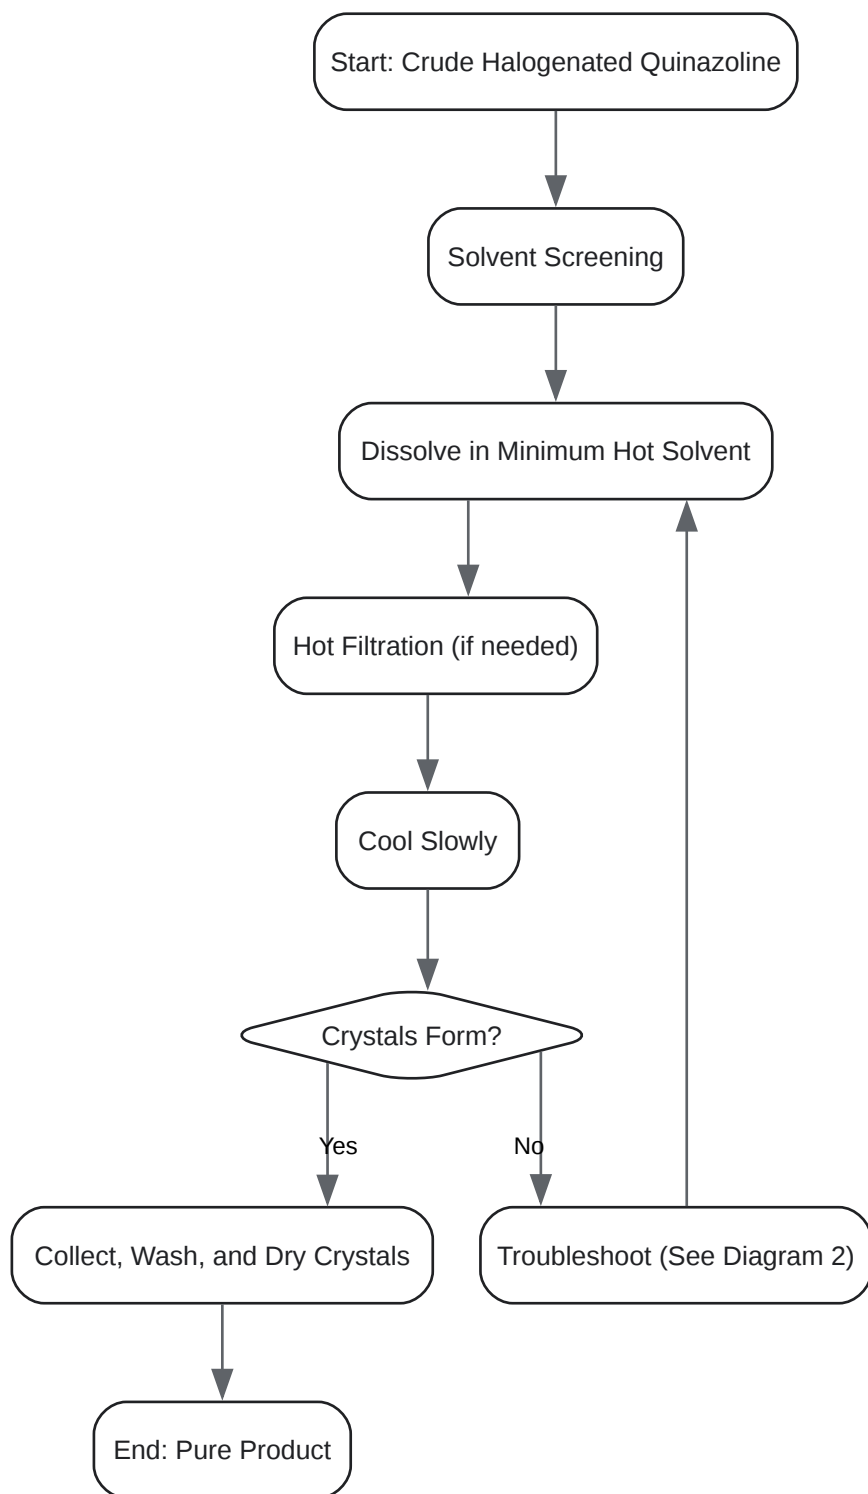 Start: Crude Halogenated Quinazoline
Solvent Screening
Dissolve in Minimum Hot Solvent
Hot Filtration (if needed)
Cool Slowly
Crystals Form?
Yes
No
Collect, Wash, and Dry Crystals
Troubleshoot (See Diagram 2)
End: Pure Product